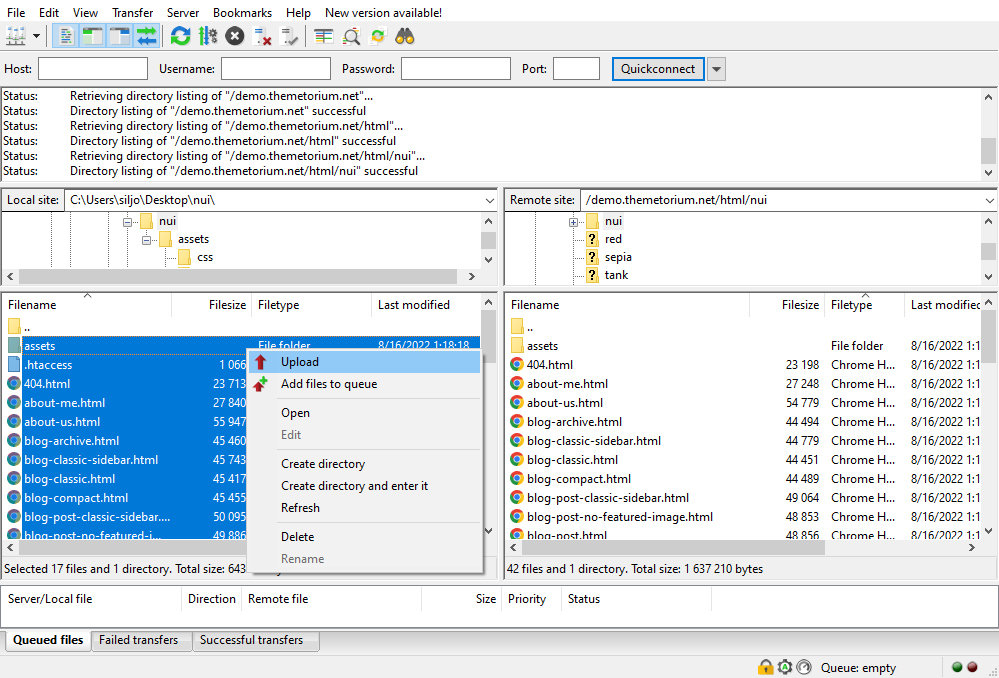 File Edit View Transfer Server Bookmarks Help New version available!
Host: Username: Password: Port: Quickconnect
Status: Retrieving directory listing of "/demo.themetorium.net"...
Status: Directory listing of "/demo.themetorium.net" successful
Status: Retrieving directory listing of "/demo.themetorium.net/html"...
Status: Directory listing of "/demo.themetorium.net/html" successful
Status: Retrieving directory listing of "/demo.themetorium.net/html/nui"...
Status: Directory listing of "/demo.themetorium.net/html/nui" successful
Local site: C:\Users\siljo\Desktop\nui\
nui
assets
css
Remote site: /demo.themetorium.net/html/nui
nui
? red
? sepia
? tank
Filename Filesize Filetype Last modified
..
assets File folder 8/16/2022 1:18:18
.htaccess 1 066
404.html 23 713
about-me.html 27 840
about-us.html 55 947
blog-archive.html 45 460
blog-classic-sidebar.html 45 743
blog-classic.html 45 417
blog-compact.html 45 455
blog-post-classic-sidebar.... 50 095
blog-post-no-featured-i... 49 886
Selected 17 files and 1 directory. Total size: 643
Upload
Add files to queue
Open
Edit
Create directory
Create directory and enter it
Refresh
Delete
Rename
Filename Filesize Filetype Last modified
..
assets File folder 8/16/2022 1:1
404.html 23 198 Chrome H... 8/16/2022 1:1
about-me.html 27 248 Chrome H... 8/16/2022 1:1
about-us.html 54 779 Chrome H... 8/16/2022 1:1
blog-archive.html 44 494 Chrome H... 8/16/2022 1:1
blog-classic-sidebar.html 44 779 Chrome H... 8/16/2022 1:1
blog-classic.html 44 451 Chrome H... 8/16/2022 1:1
blog-compact.html 44 489 Chrome H... 8/16/2022 1:1
blog-post-classic-sidebar.html 49 064 Chrome H... 8/16/2022 1:1
blog-post-no-featured-image.html 48 853 Chrome H... 8/16/2022 1:1
blog-post.html 48 856 Chrome H... 8/16/2022 1:1
42 files and 1 directory. Total size: 1 637 210 bytes
Server/Local file Direction Remote file Size Priority Status
Queued files Failed transfers Successful transfers
Queue: empty